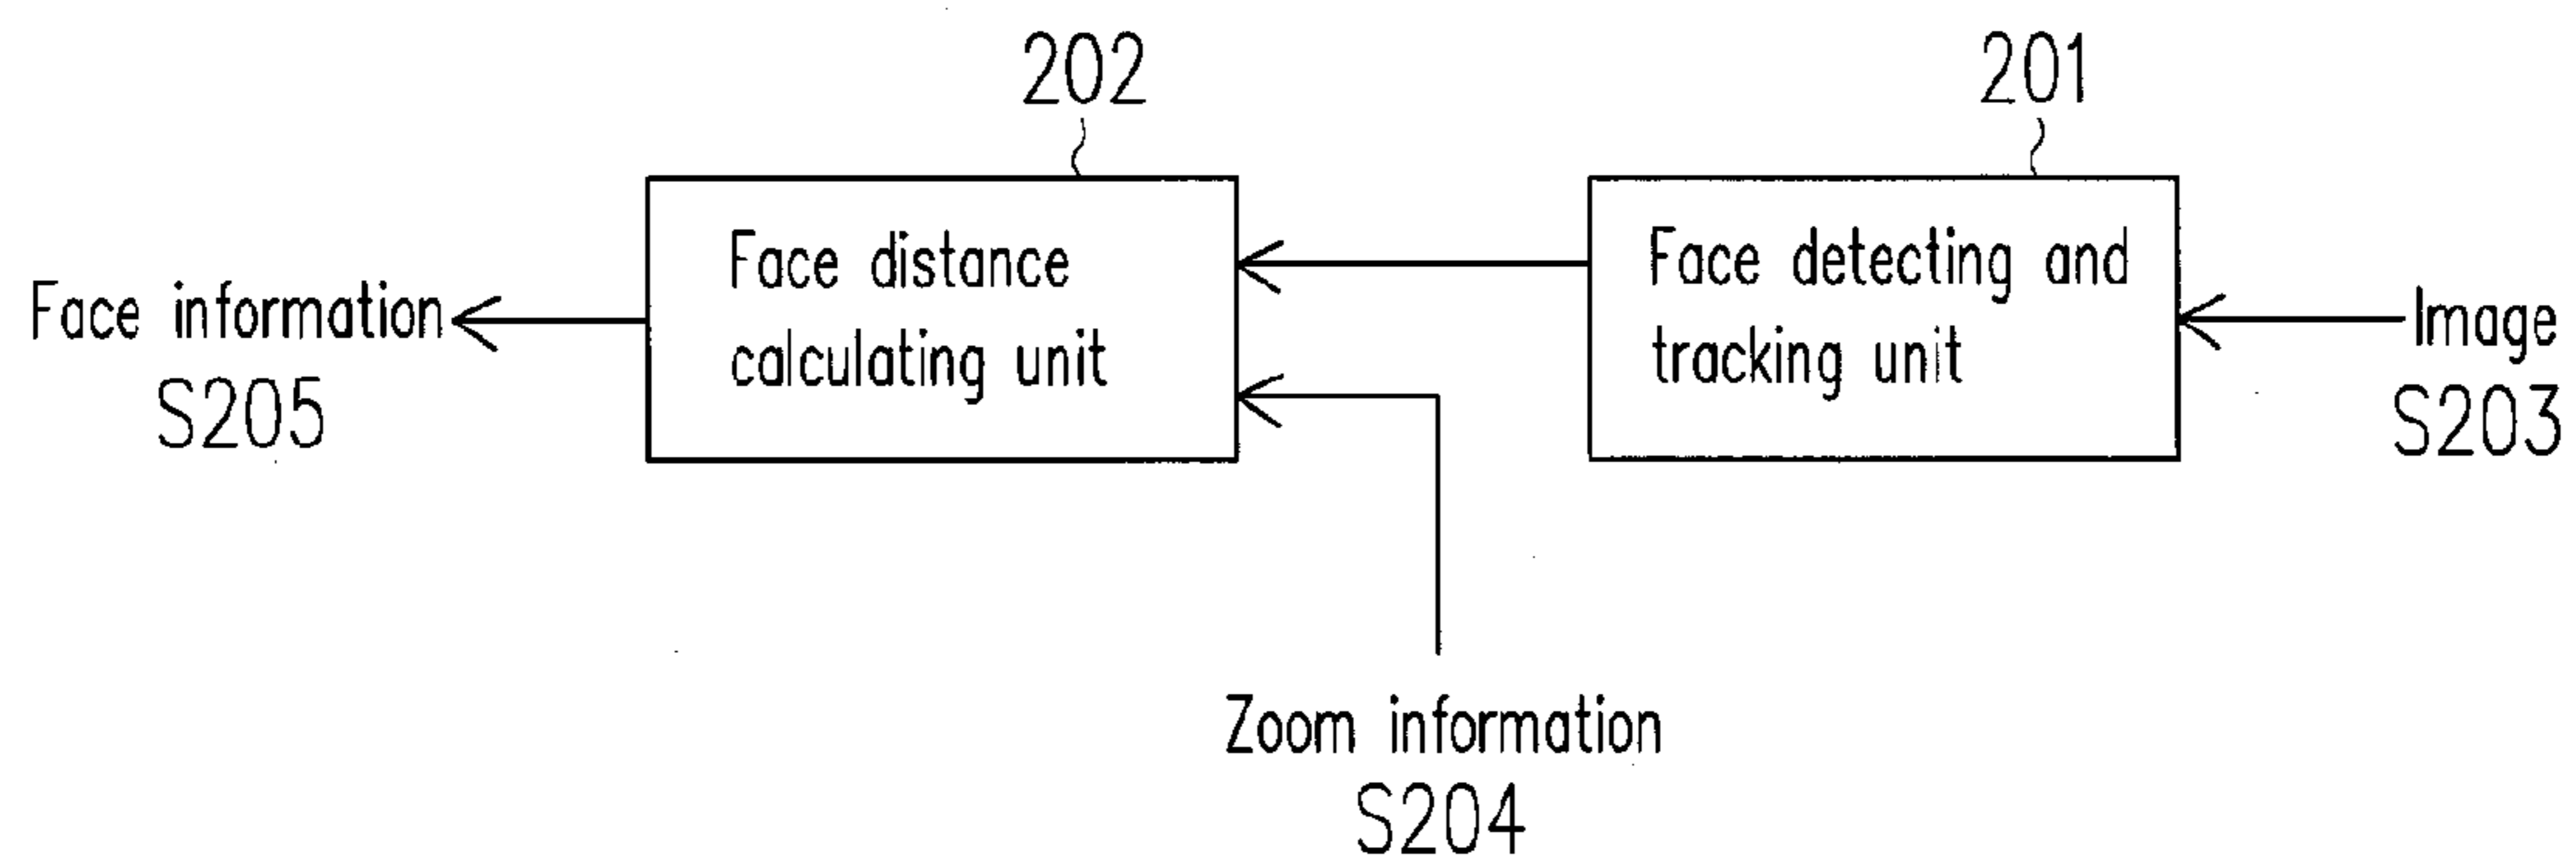 202
201
Face distance
calculating unit
Face detecting and
tracking unit
Face information
S205
Image
S203
Zoom information
S204